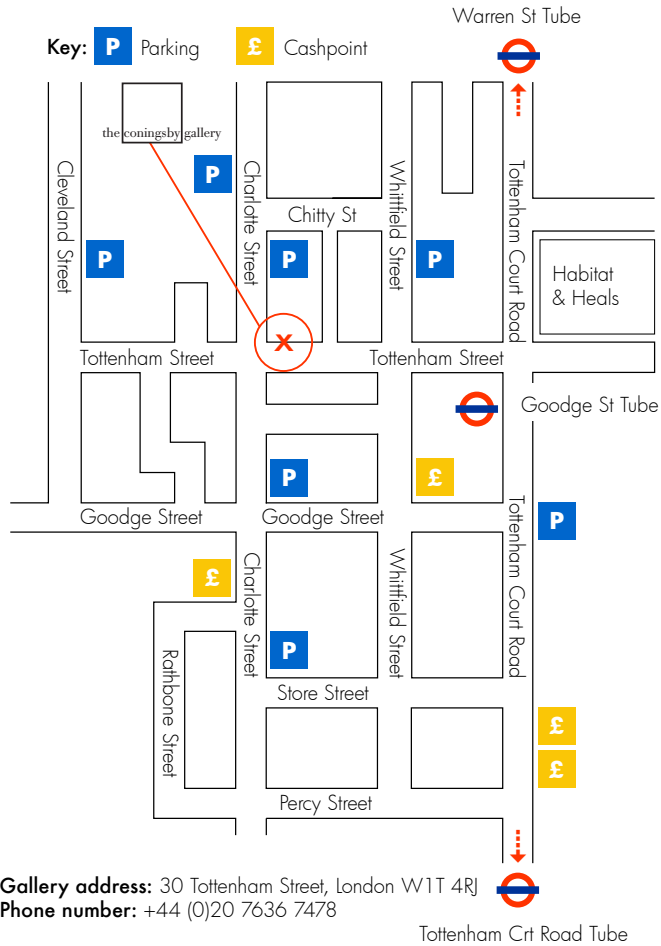 Warren St Tube
Key: P Parking £ Cashpoint
the coningsby gallery
P
Cleveland Street
Charlotte Street
Whittfield Street
Tottenham Court Road
Chitty St
P
P
P
Habitat
& Heals
X
Tottenham Street
Tottenham Street
Goodge St Tube
P
£
Goodge Street
Goodge Street
P
£
Charlotte Street
Whittfield Street
Tottenham Court Road
Rathbone Street
P
Store Street
£
£
Percy Street
Gallery address: 30 Tottenham Street, London W1T 4RJ
Phone number: +44 (0)20 7636 7478
Tottenham Crt Road Tube